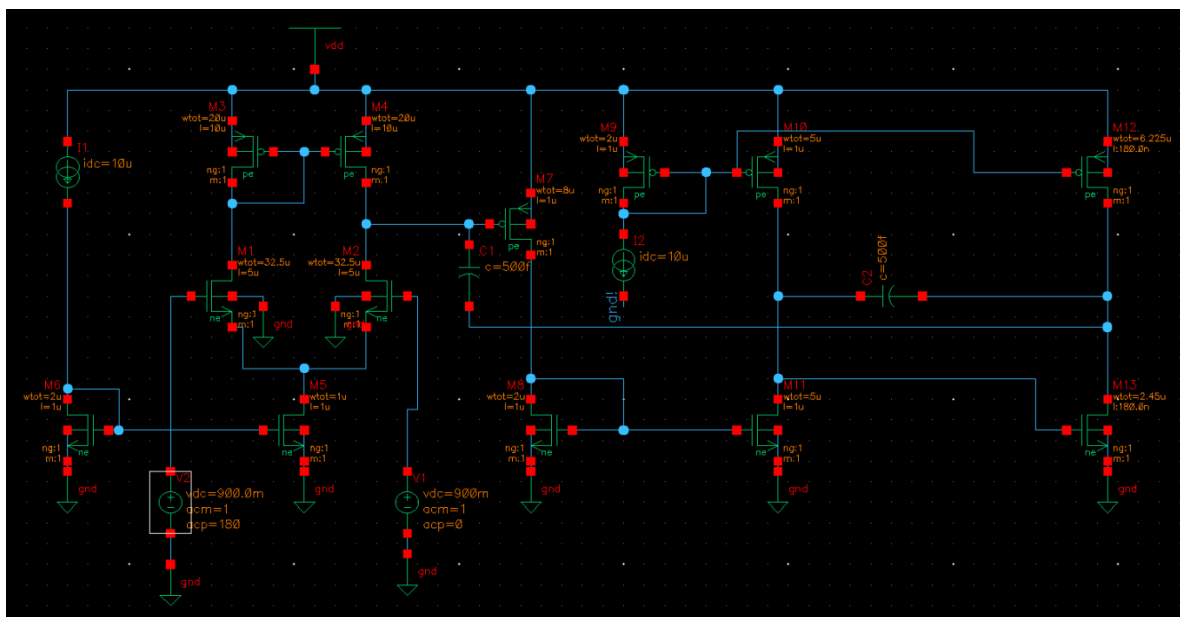 vdd
I1
idc=10u
M3
wtot=20u
l=10u
ng:1
m:1
pe
M4
wtot=20u
l=10u
ng:1
m:1
pe
M7
wtot=8u
l=1u
ng:1
m:1
pe
M9
wtot=2u
l=1u
ng:1
m:1
pe
M10
wtot=5u
l=1u
ng:1
m:1
pe
M12
wtot=6.225u
l:180.0n
ng:1
m:1
pe
M1
wtot=32.5u
l=5u
ng:1
m:1
ne
gnd
M2
wtot=32.5u
l=5u
ng:1
m:1
ne
C1
c=500f
I2
idc=10u
gnd!
C2
c=500f
M6
wtot=2u
l=1u
ng:1
m:1
ne
gnd
M5
wtot=1u
l=1u
ng:1
m:1
ne
gnd
M8
wtot=2u
l=1u
ng:1
m:1
ne
gnd
M11
wtot=5u
l=1u
ng:1
m:1
ne
gnd
M13
wtot=2.45u
l:180.0n
ng:1
m:1
ne
gnd
V2
vdc=900.0m
acm=1
acp=180
gnd
V1
vdc=900m
acm=1
acp=0
gnd